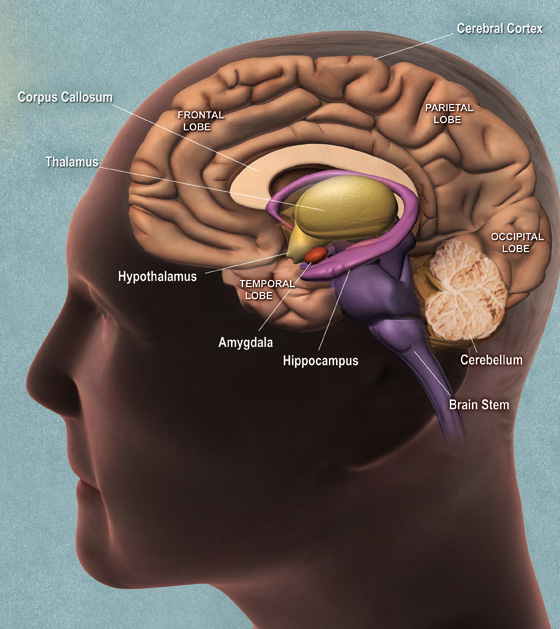 Cerebral Cortex
Corpus Callosum
FRONTAL
LOBE
PARIETAL
LOBE
Thalamus
OCCIPITAL
LOBE
Hypothalamus
TEMPORAL
LOBE
Amygdala
Hippocampus
Cerebellum
Brain Stem